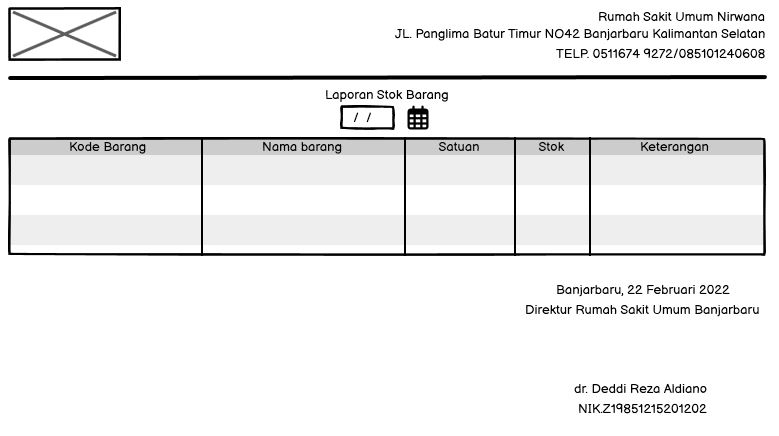 Rumah Sakit Umum Nirwana
JL. Panglima Batur Timur NO42 Banjarbaru Kalimantan Selatan
TELP. 0511674 9272/085101240608
Laporan Stok Barang
/ /
Kode Barang Nama barang Satuan Stok Keterangan
Banjarbaru, 22 Februari 2022
Direktur Rumah Sakit Umum Banjarbaru
dr. Deddi Reza Aldiano
NIK.Z19851215201202